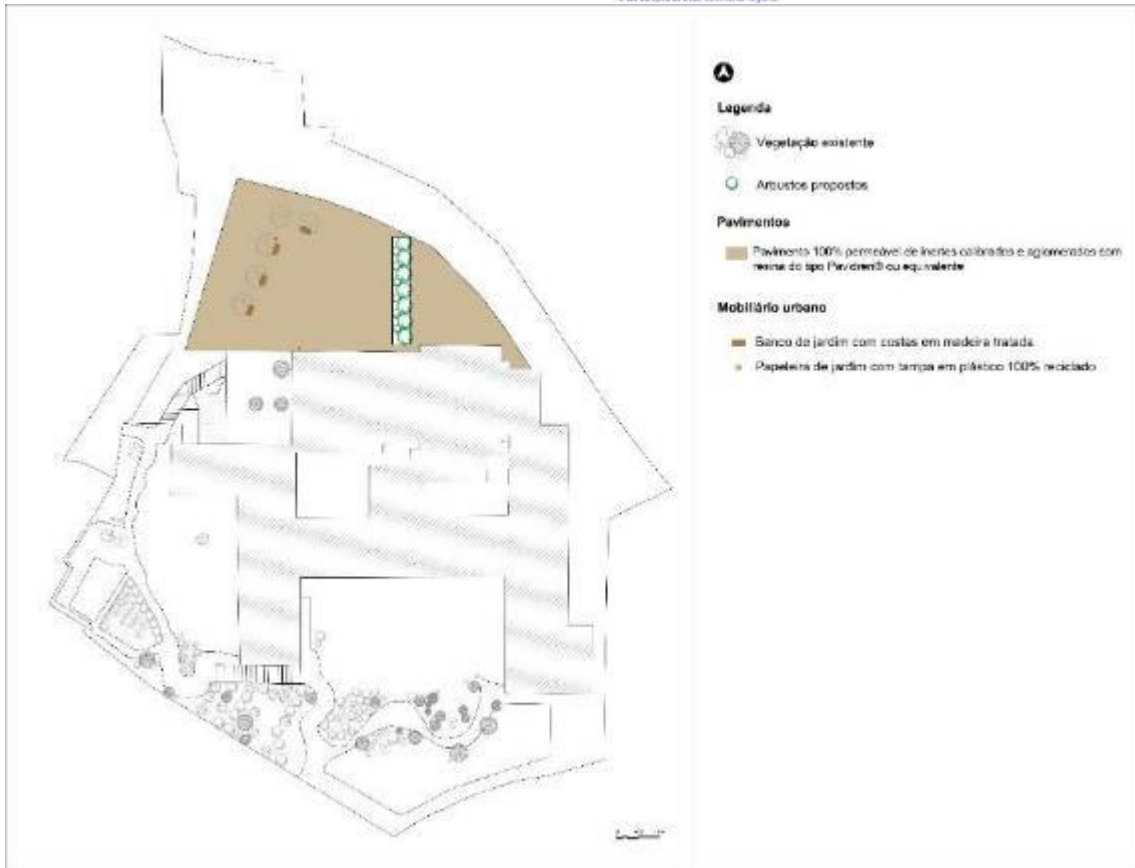 Legenda
Vegetação existente
Arbustos propostos
Pavimentos
Pavimento 100% permeável de inertes calibrados e aglomerados com
resina do tipo Pavidren® ou equivalente
Mobiliário urbano
Banco de jardim com costas em madeira tratada
Papeleira de jardim com tampa em plástico 100% reciclado